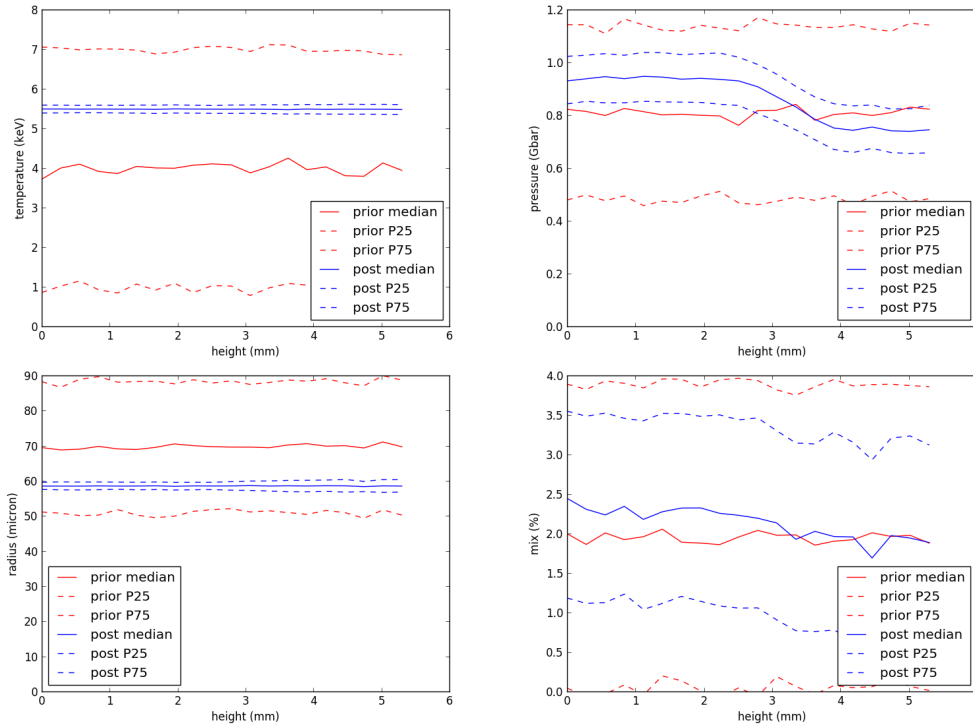 8
7
6
5
4
3
2
1
0
temperature (keV)
prior median
prior P25
prior P75
post median
post P25
post P75
0 1 2 3 4 5 6
height (mm)
1.2
1.0
0.8
0.6
0.4
0.2
0.0
pressure (Gbar)
prior median
prior P25
prior P75
post median
post P25
post P75
0 1 2 3 4 5
height (mm)
90
80
70
60
50
40
30
20
10
0
radius (micron)
prior median
prior P25
prior P75
post median
post P25
post P75
0 1 2 3 4 5 6
height (mm)
4.0
3.5
3.0
2.5
2.0
1.5
1.0
0.5
0.0
mix (%)
prior median
prior P25
prior P75
post median
post P25
post P75
0 1 2 3 4 5
height (mm)